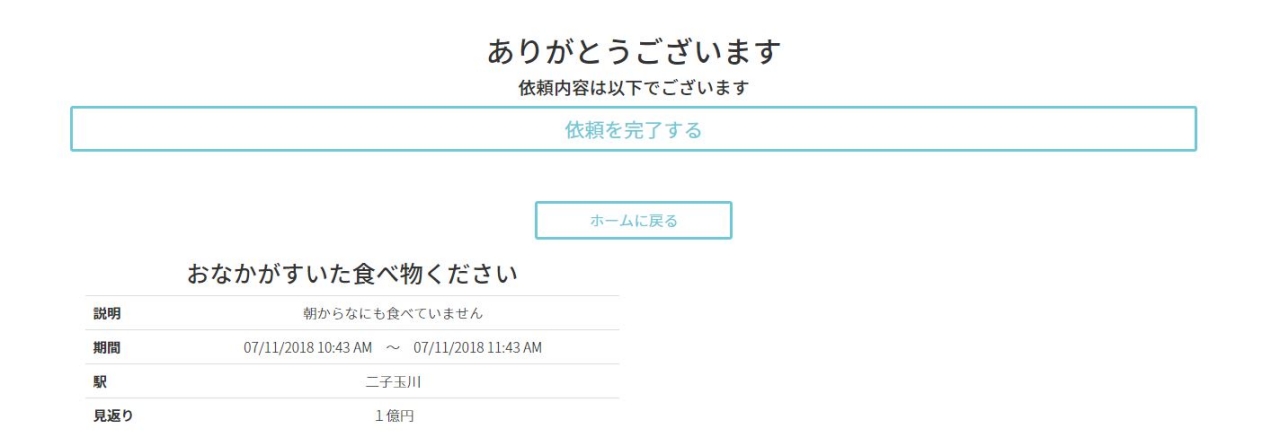 ありがとうございます
依頼内容は以下でございます
依頼を完了する
ホームに戻る
おなかがすいた食べ物ください
説明 朝からなにも食べていません
期間 07/11/2018 10:43 AM ～ 07/11/2018 11:43 AM
駅 二子玉川
見返り 1億円